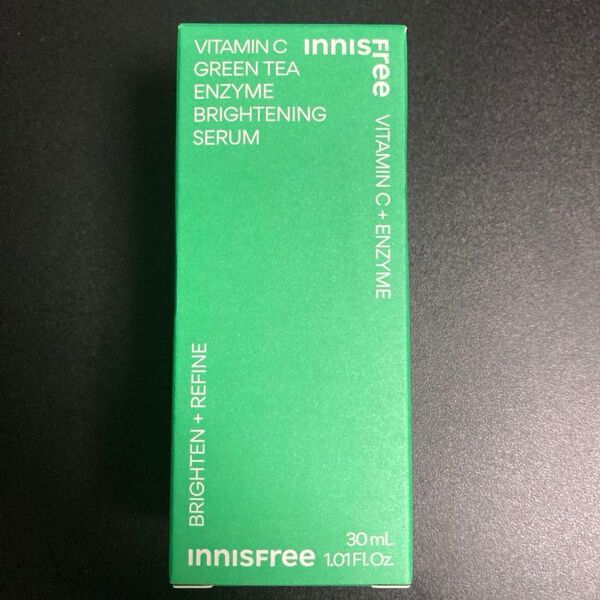 VITAMIN C
GREEN TEA
ENZYME
BRIGHTENING
SERUM
innisFree
VITAMIN C + ENZYME
BRIGHTEN + REFINE
innisFree
30 mL.
1.01 Fl. Oz.